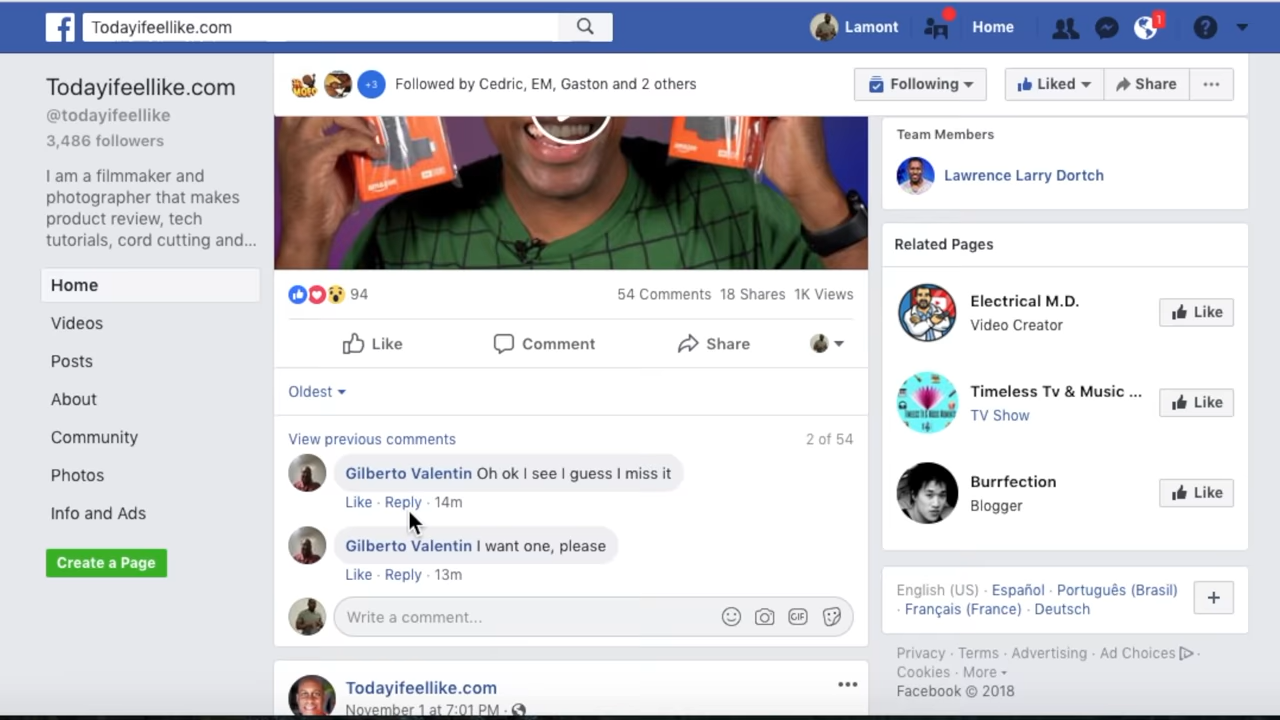 Todayifeellike.com
Lamont
Home
1
Todayifeellike.com
@todayifeellike
3,486 followers
I am a filmmaker and
photographer that makes
product review, tech
tutorials, cord cutting and...
Home
Videos
Posts
About
Community
Photos
Info and Ads
Create a Page
+3
Followed by Cedric, EM, Gaston and 2 others
Following
Liked
Share
amazon
94
54 Comments 18 Shares 1K Views
Like
Comment
Share
Oldest
View previous comments
2 of 54
Gilberto Valentin Oh ok I see I guess I miss it
Like · Reply · 14m
Gilberto Valentin I want one, please
Like · Reply · 13m
Write a comment...
GIF
Todayifeellike.com
November 1 at 7:01 PM ·
Team Members
Lawrence Larry Dortch
Related Pages
Electrical M.D.
Video Creator
Like
Timeless Tv & Music ...
TV Show
Like
Burrfection
Blogger
Like
English (US) · Español · Português (Brasil)
· Français (France) · Deutsch
Privacy · Terms · Advertising · Ad Choices ·
Cookies · More
Facebook © 2018